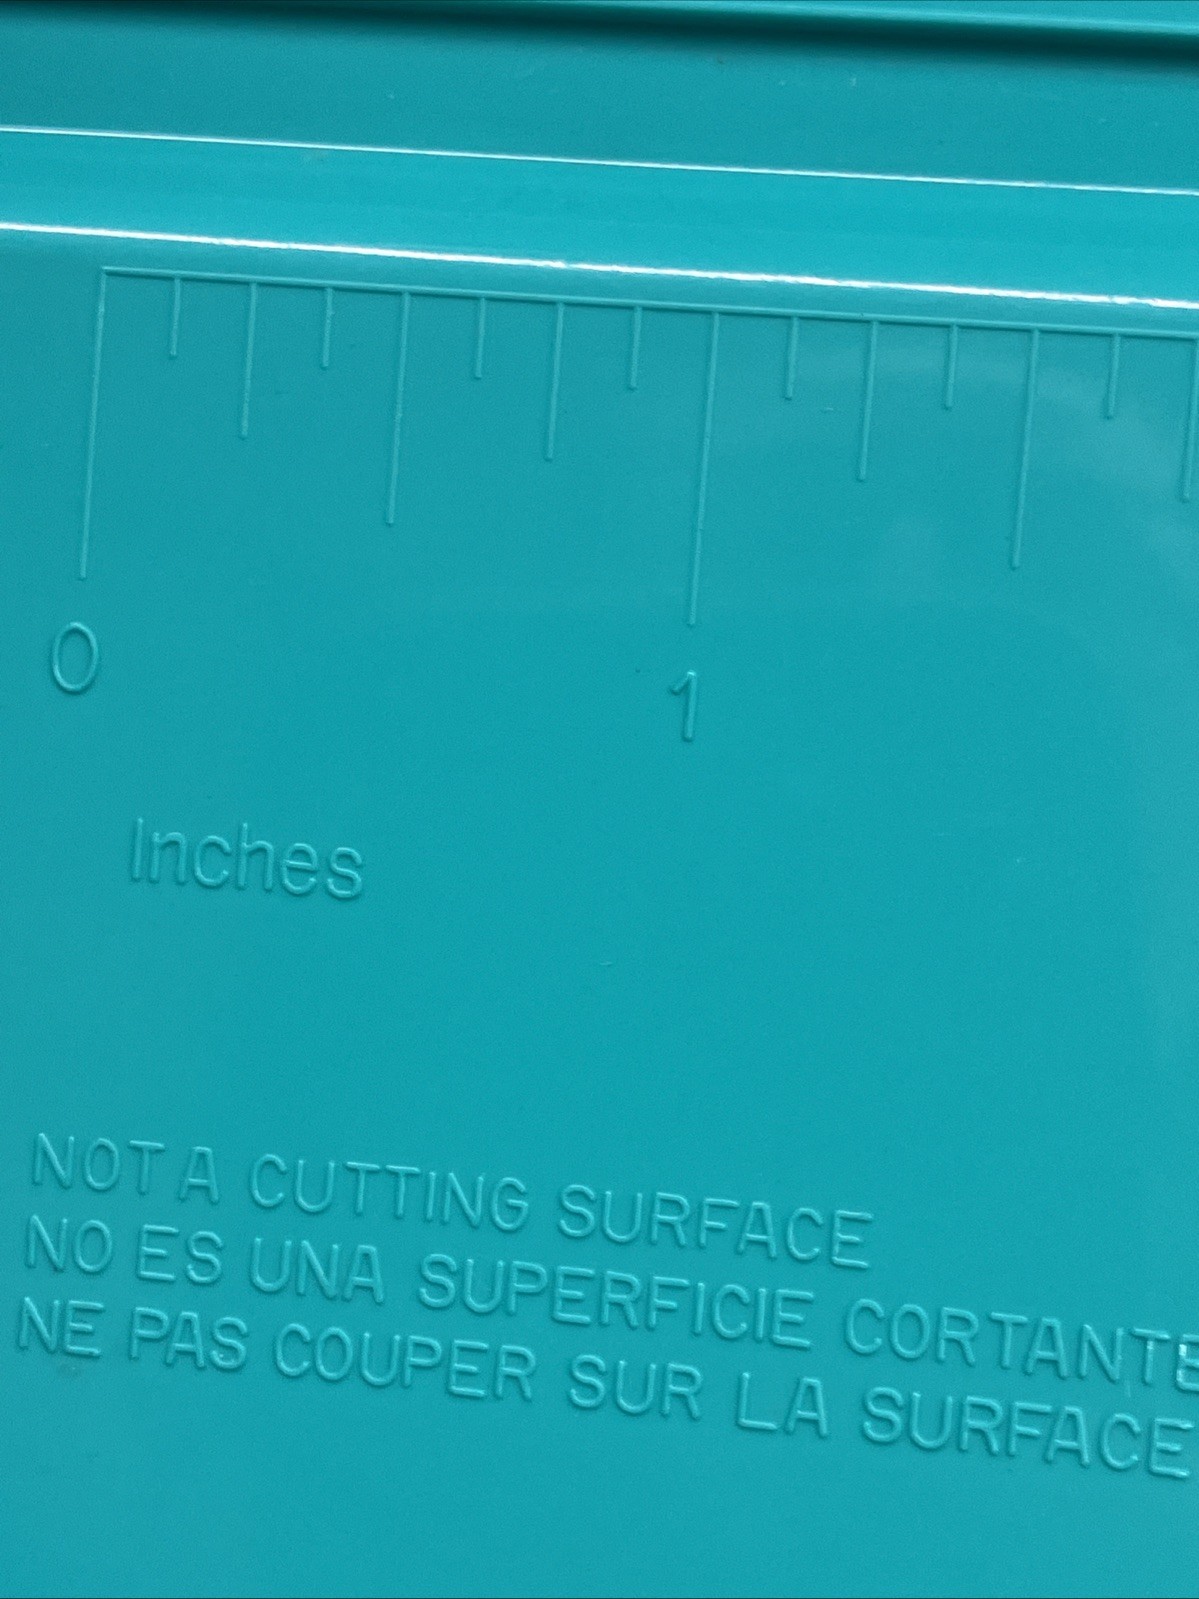 0 1
Inches
NOT A CUTTING SURFACE
NO ES UNA SUPERFICIE CORTANTE
NE PAS COUPER SUR LA SURFACE